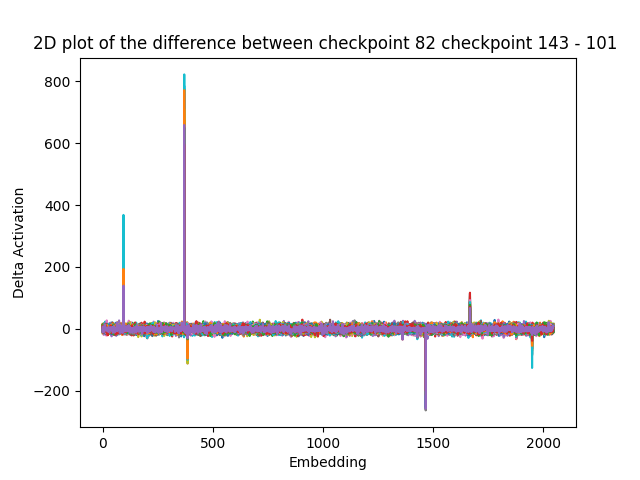 2D plot of the difference between checkpoint 82 checkpoint 143 - 101
800
600
400
200
0
−200
Delta Activation
0 500 1000 1500 2000
Embedding